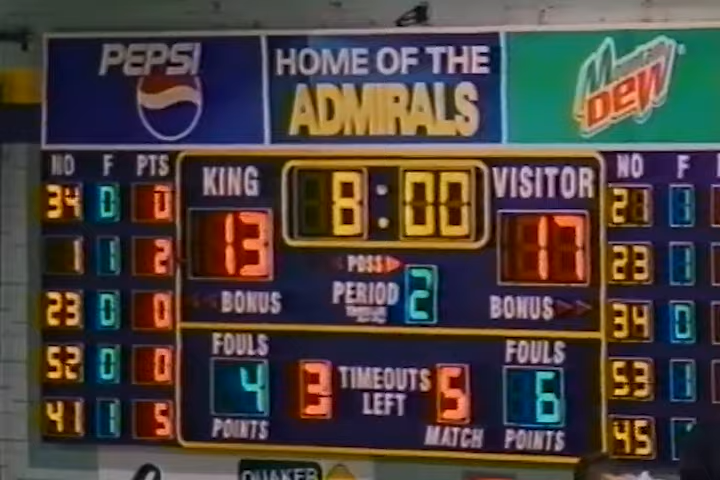 PEPSI
HOME OF THE
ADMIRALS
Mountain Dew
NO F PTS
KING
8:00
VISITOR
NO F
34 0 0
13
17
21 1
1 1 2
POSS
23 1
PERIOD 2
BONUS
BONUS
23 0 0
34 0
FOULS
FOULS
52 0 0
4
3
TIMEOUTS
LEFT
5
6
53 1
41 1 5
POINTS
MATCH
POINTS
45
QUAKER